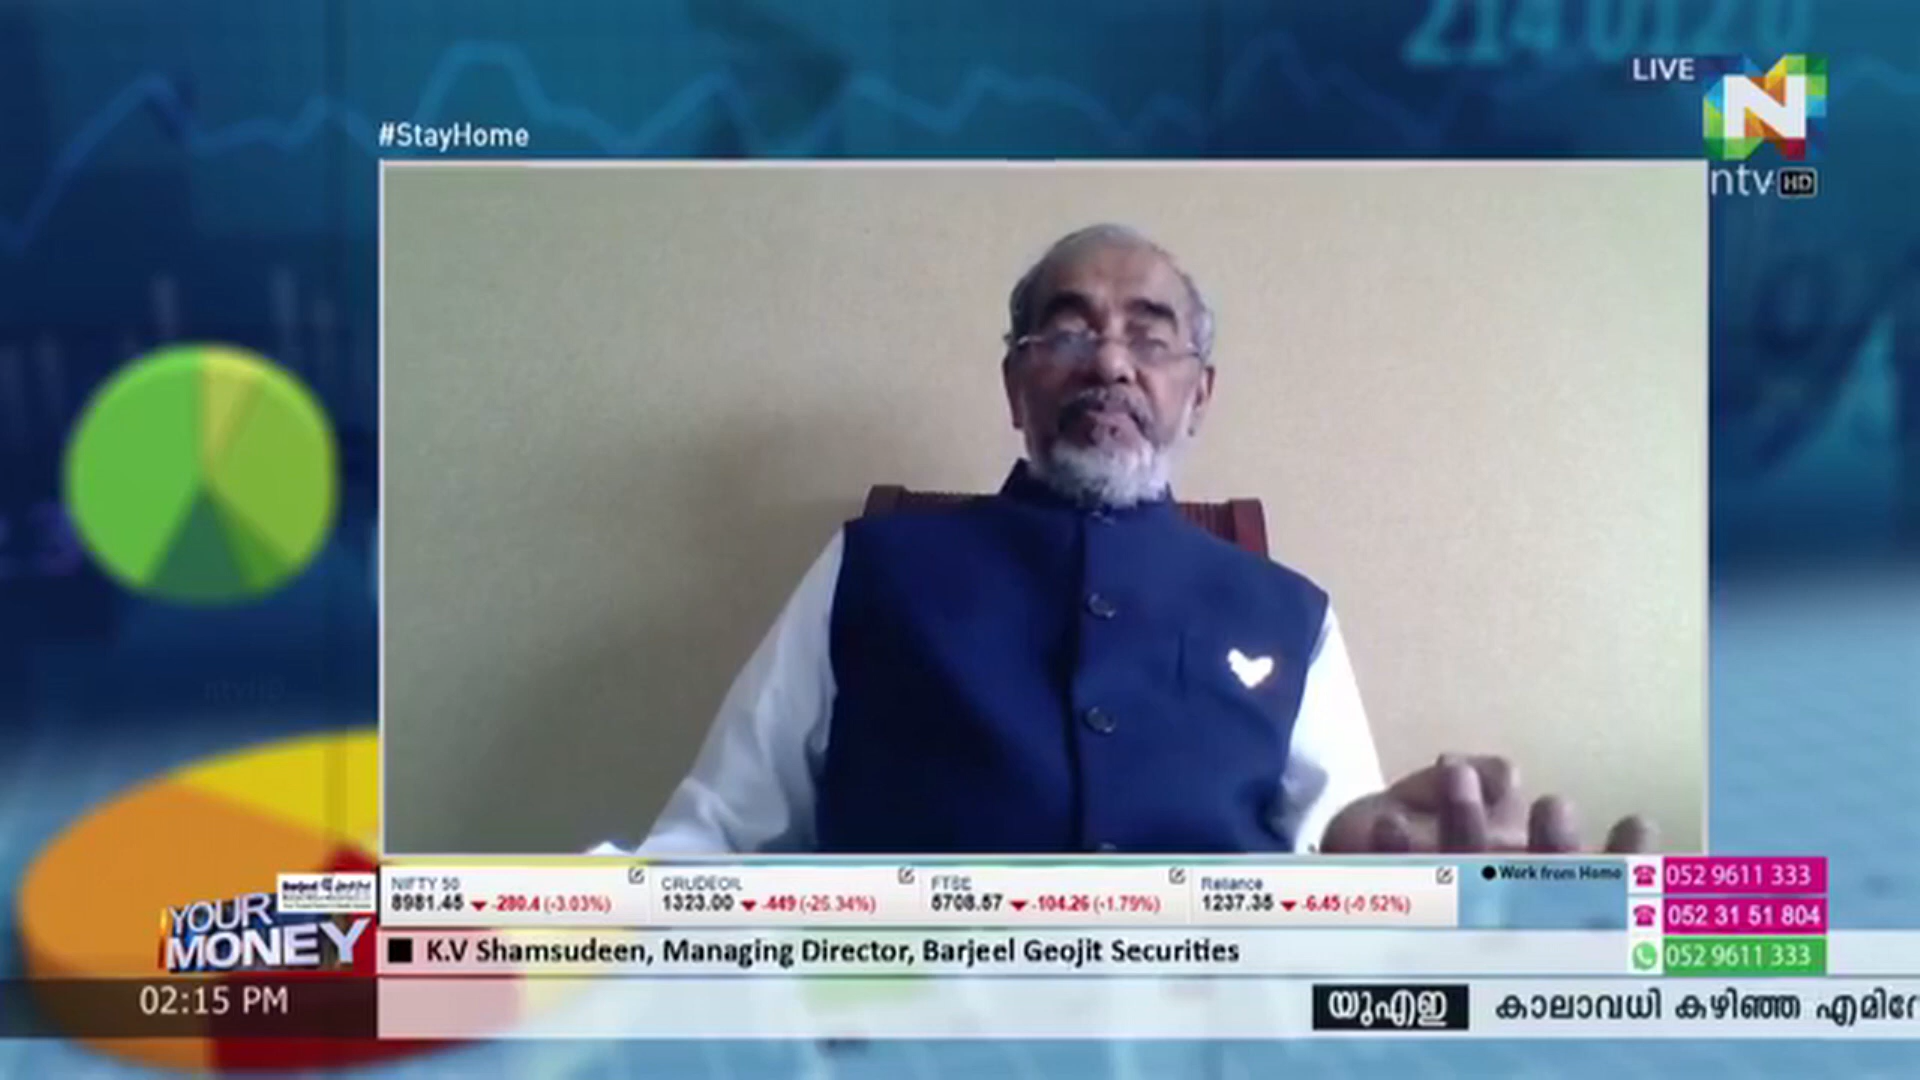 214 0120
LIVE
N
ntv HD
#StayHome
NIFTY 50
8981.45 -280.4 (-3.03%)
CRUDEOIL
1323.00 -449 (-25.34%)
FTSE
5708.57 -104.26 (-1.79%)
Reliance
1237.35 -6.45 (-0.52%)
Work from Home
052 9611 333
052 31 51 804
052 9611 333
YOUR
MONEY
K.V Shamsudeen, Managing Director, Barjeel Geojit Securities
02:15 PM
യുഎഇ കാലാവധി കഴിഞ്ഞ